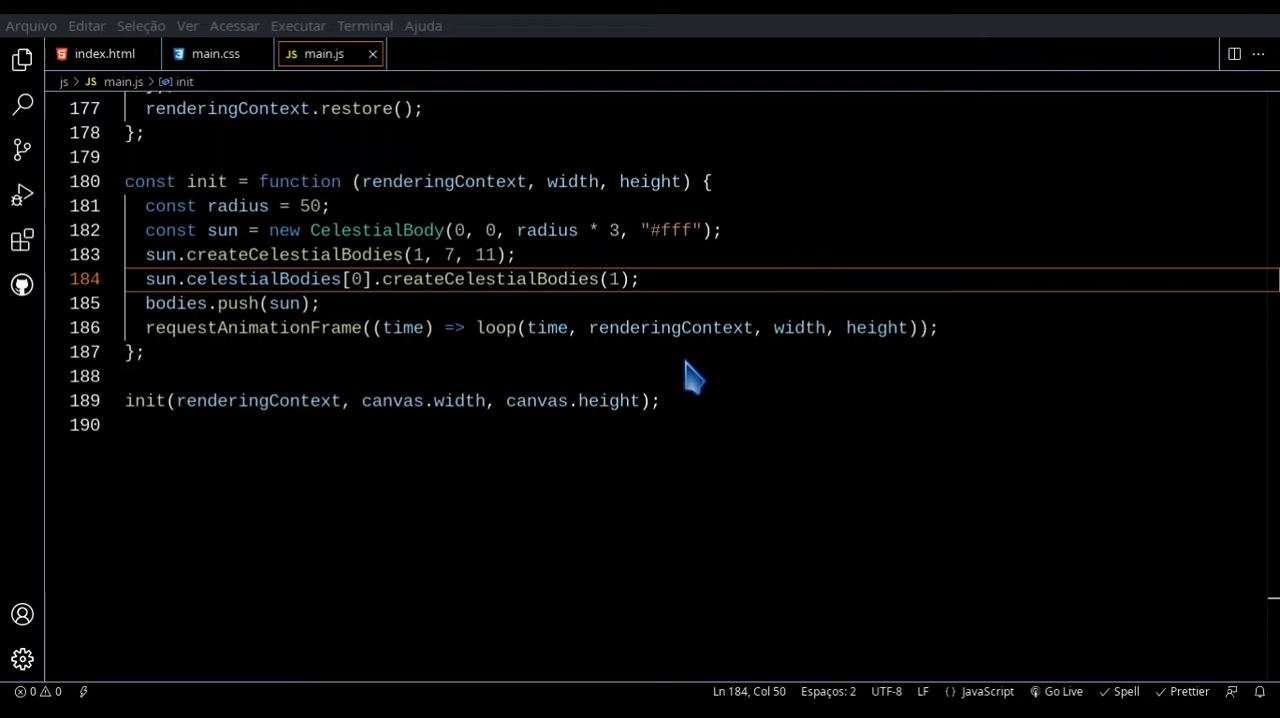 Arquivo Editar Seleção Ver Acessar Executar Terminal Ajuda
index.html main.css JS main.js
js > JS main.js > init
177 renderingContext.restore();
178 };
179
180 const init = function (renderingContext, width, height) {
181 const radius = 50;
182 const sun = new CelestialBody(0, 0, radius * 3, "#fff");
183 sun.createCelestialBodies(1, 7, 11);
184 sun.celestialBodies[0].createCelestialBodies(1);
185 bodies.push(sun);
186 requestAnimationFrame((time) => loop(time, renderingContext, width, height));
187 };
188
189 init(renderingContext, canvas.width, canvas.height);
190
0 0 Ln 184, Col 50 Espaços: 2 UTF-8 LF {} JavaScript Go Live Spell Prettier